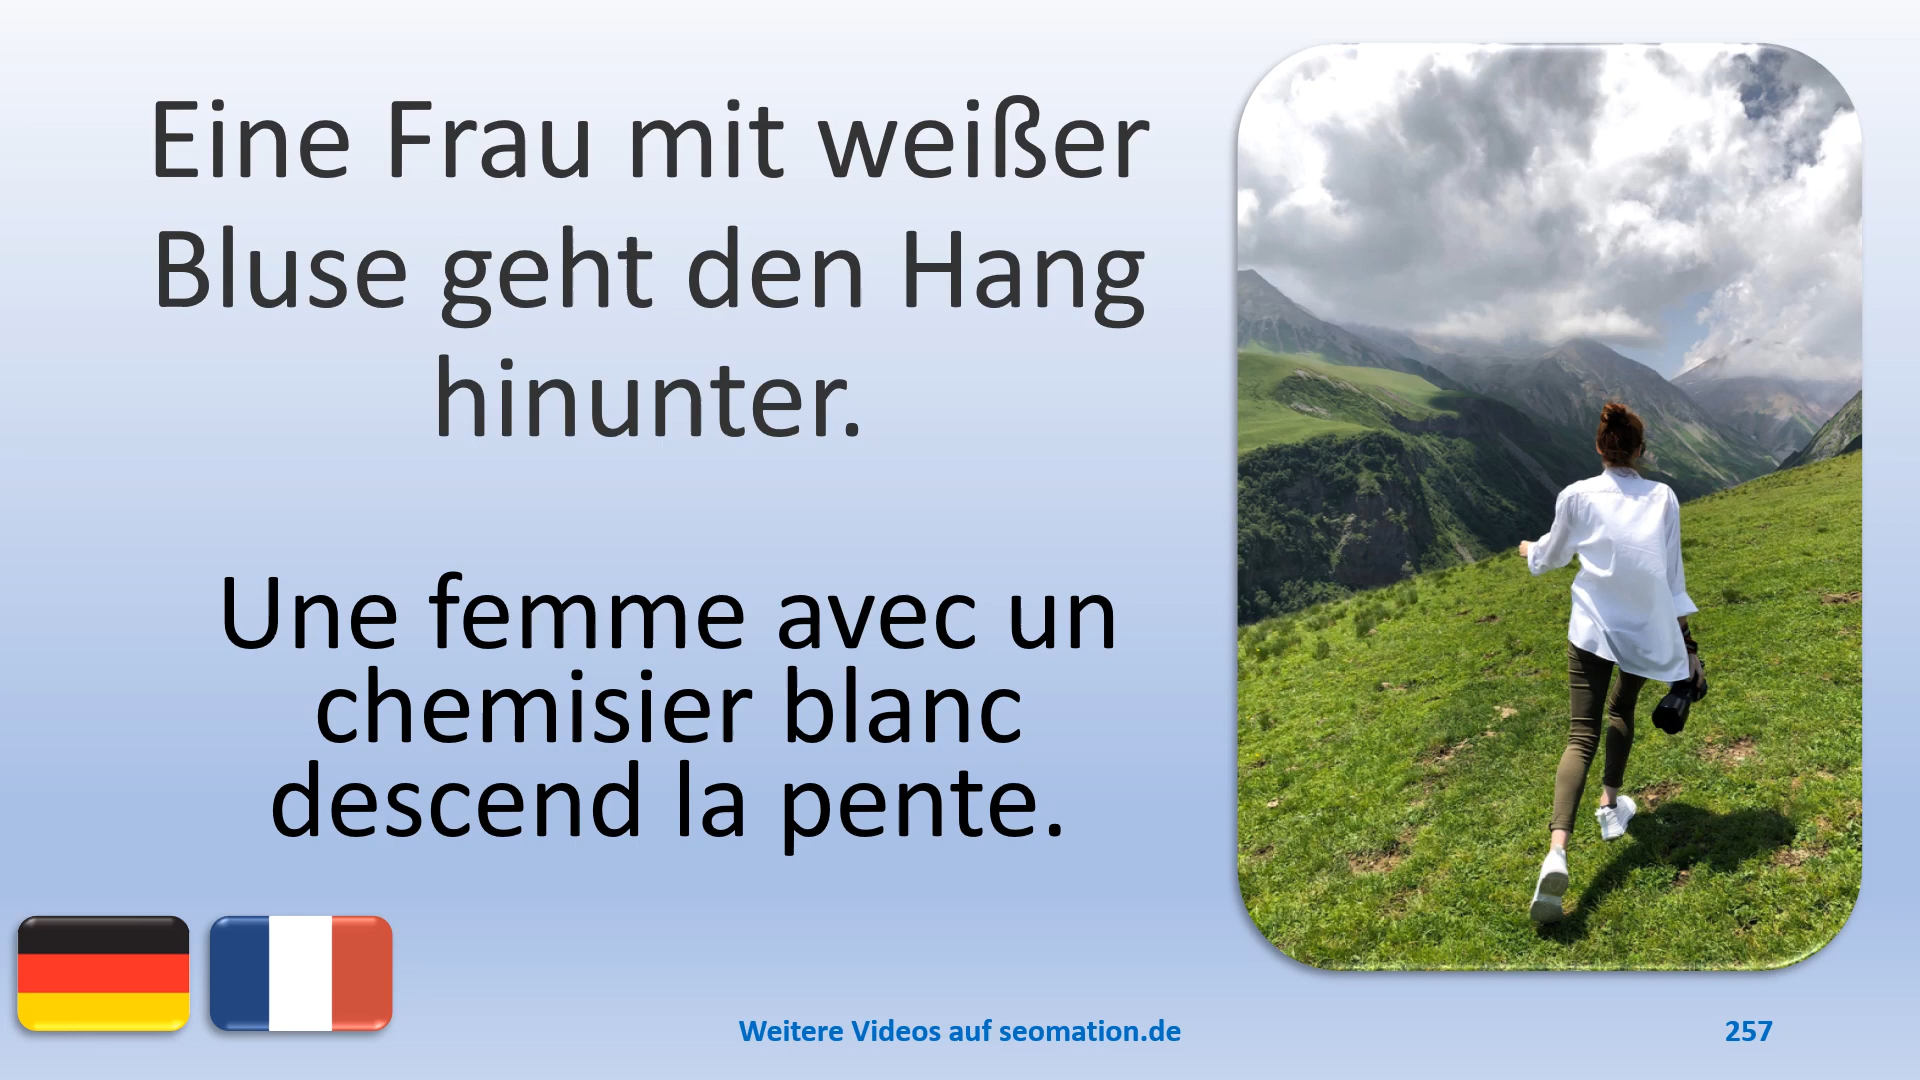 Eine Frau mit weißer
Bluse geht den Hang
hinunter.
Une femme avec un
chemisier blanc
descend la pente.
Weitere Videos auf seomation.de
257